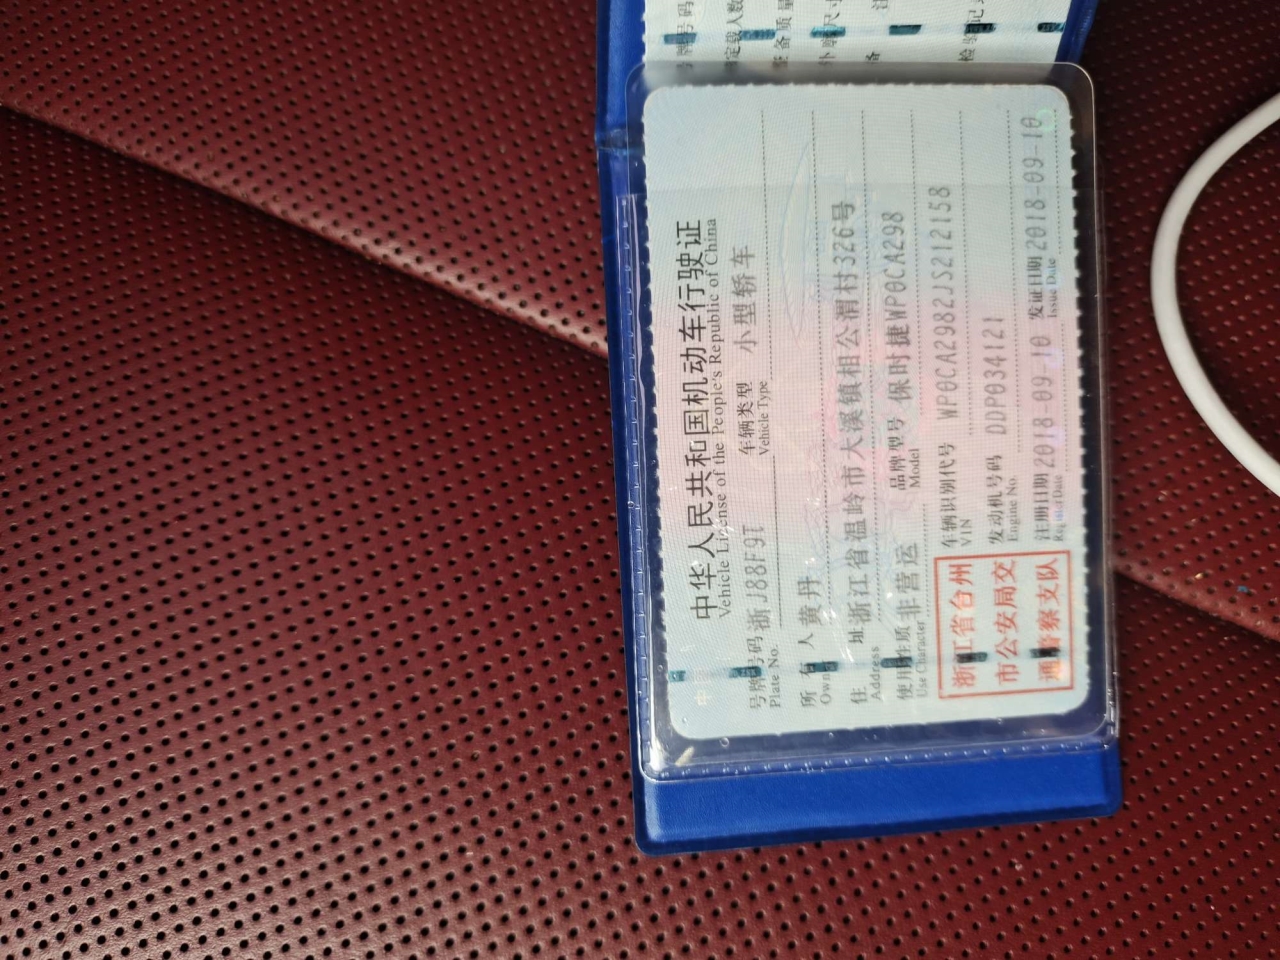 中华人民共和国机动车行驶证
Vehicle License of the People's Republic of China
号牌号码 浙J88F9T 车辆类型 小型轿车
Plate No. Vehicle Type
所有人 黄丹
Owner
住址 浙江省温岭市大溪镇相公渭村326号
Address
使用性质 非营运 品牌型号 保时捷WP0CA298
Use Character Model
车辆识别代号 WP0CA2982JS212158
VIN
发动机号码 DDP034121
Engine No.
注册日期 2018-09-10 发证日期 2018-09-10
Register Date Issue Date
浙江省台州
市公安局交
通警察支队